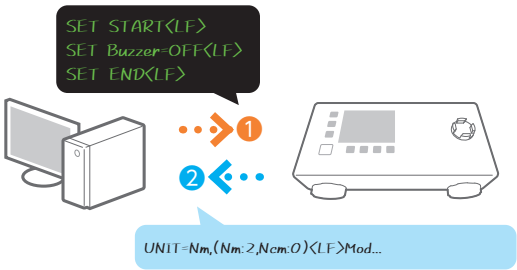 SET START<LF>
SET Buzzer=OFF<LF>
SET END<LF>
1
2
UNIT=Nm,(Nm:2,Ncm:0)<LF>Mod...